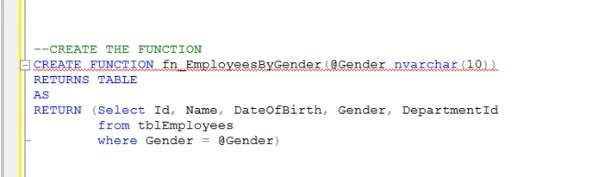 --CREATE THE FUNCTION
CREATE FUNCTION fn_EmployeesByGender(@Gender nvarchar(10))
RETURNS TABLE
AS
RETURN (Select Id, Name, DateOfBirth, Gender, DepartmentId
from tblEmployees
where Gender = @Gender)